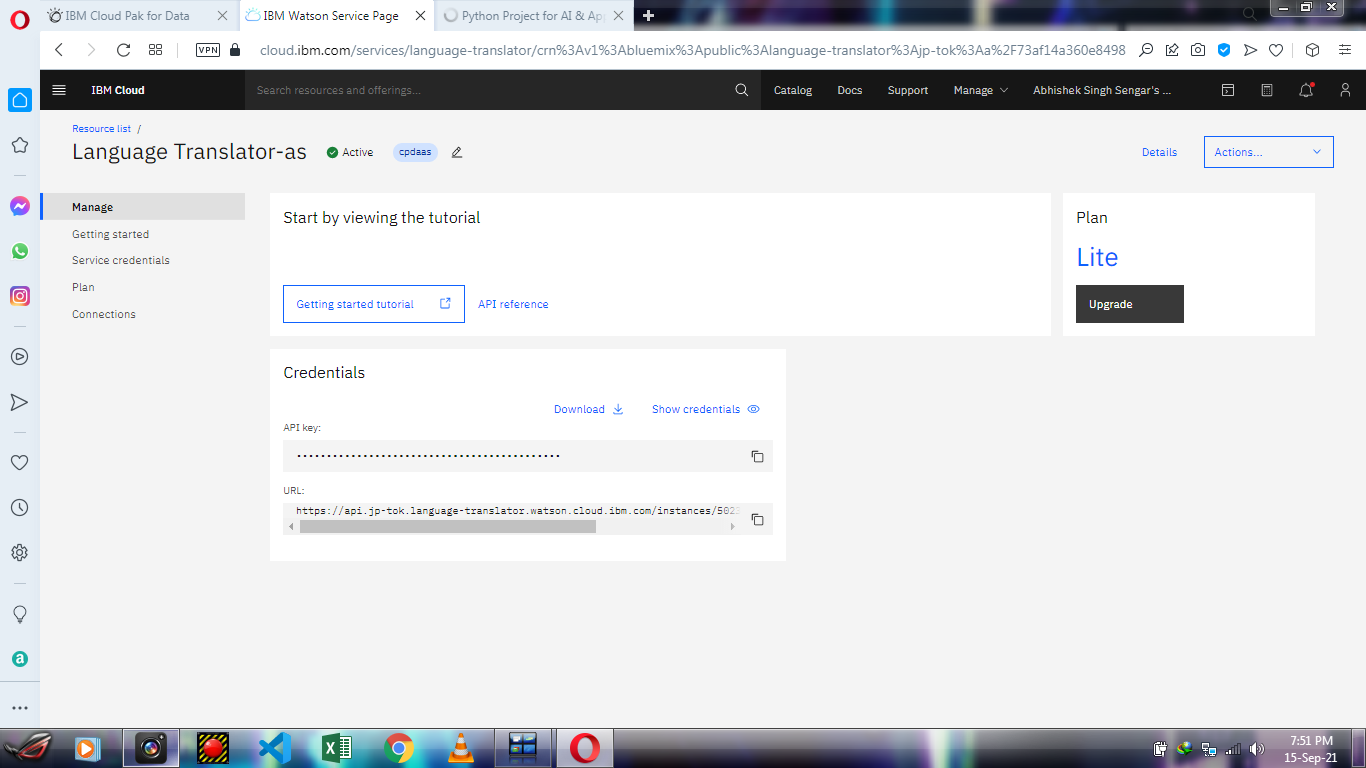 IBM Cloud Pak for Data
IBM Watson Service Page
Python Project for AI & Ap
VPN
cloud.ibm.com/services/language-translator/crn%3Av1%3Abluemix%3Apublic%3Alanguage-translator%3Ajp-tok%3Aa%2F73af14a360e8498
IBM Cloud
Search resources and offerings...
Catalog
Docs
Support
Manage
Abhishek Singh Sengar's ...
Resource list /
Language Translator-as
Active
cpdaas
Details
Actions...
Manage
Getting started
Service credentials
Plan
Connections
Start by viewing the tutorial
Getting started tutorial
API reference
Plan
Lite
Upgrade
Credentials
Download
Show credentials
API key:
••••••••••••••••••••••••••••••••••••••••••••
URL:
https://api.jp-tok.language-translator.watson.cloud.ibm.com/instances/502
7:51 PM
15-Sep-21